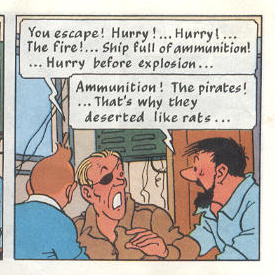 You escape! Hurry!... Hurry!...
The fire!... Ship full of ammunition!
... Hurry before explosion...
Ammunition! The pirates!
...That's why they
deserted like rats...